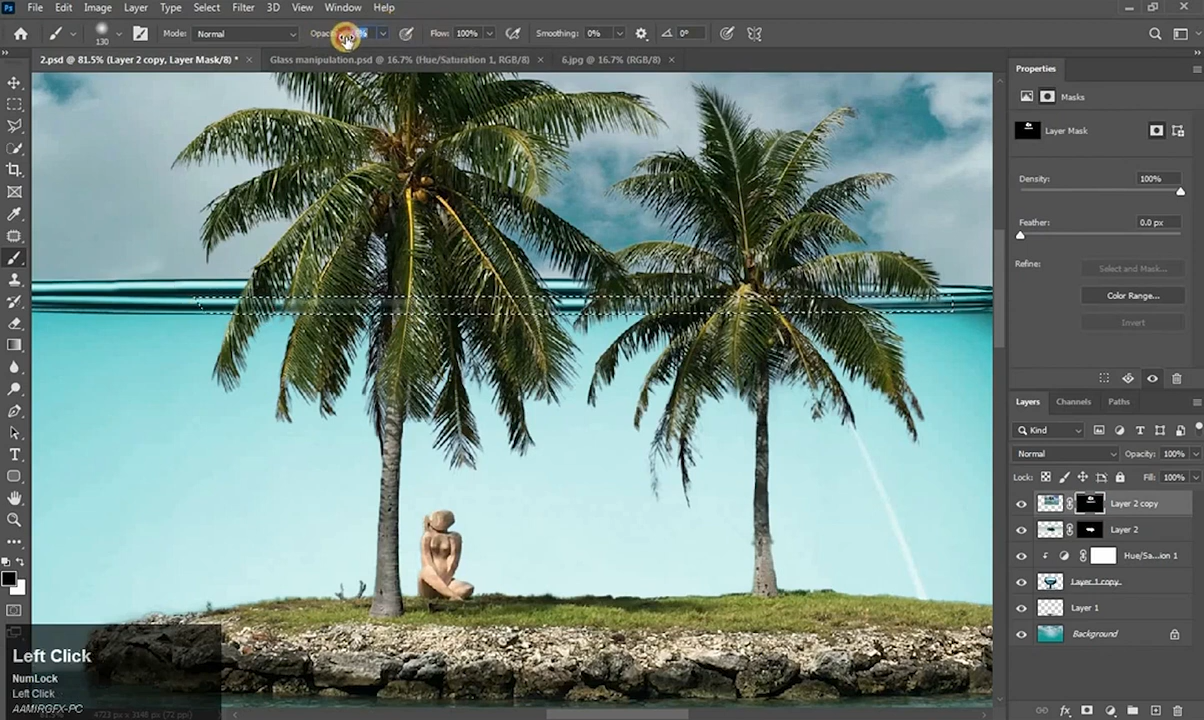 Ps File Edit Image Layer Type Select Filter 3D View Window Help
130 Mode: Normal Flow: 100% Smoothing: 0% 0°
2.psd @ 81.5% (Layer 2 copy, Layer Mask/8) * × Glass manipulation.psd @ 16.7% (Hue/Saturation 1, RGB/8) × 6.jpg @ 16.7% (RGB/8) ×
Properties
Masks
Layer Mask
Density: 100%
Feather: 0.0 px
Refine: Select and Mask...
Color Range...
Invert
Layers Channels Paths
Kind
Normal Opacity: 100%
Lock: Fill: 100%
Layer 2 copy
Layer 2
Hue/Sa...ion 1
Layer 1 copy
Layer 1
Background
Left Click
NumLock
Left Click
AAMIRGFX-PC
4723 px x 3148 px (72 ppi)